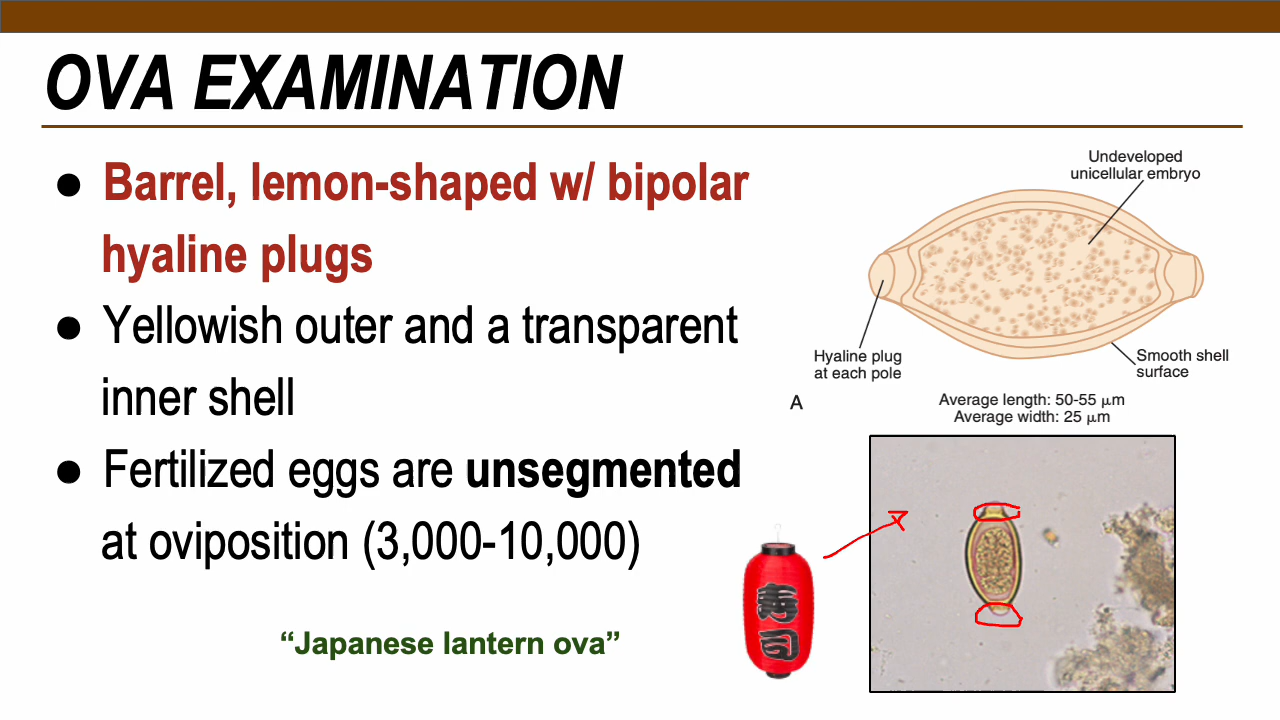 OVA EXAMINATION
● Barrel, lemon-shaped w/ bipolar
hyaline plugs
● Yellowish outer and a transparent
inner shell
● Fertilized eggs are unsegmented
at oviposition (3,000-10,000)
“Japanese lantern ova”
Undeveloped
unicellular embryo
Hyaline plug
at each pole
Smooth shell
surface
A
Average length: 50-55 μm
Average width: 25 μm
寿
司